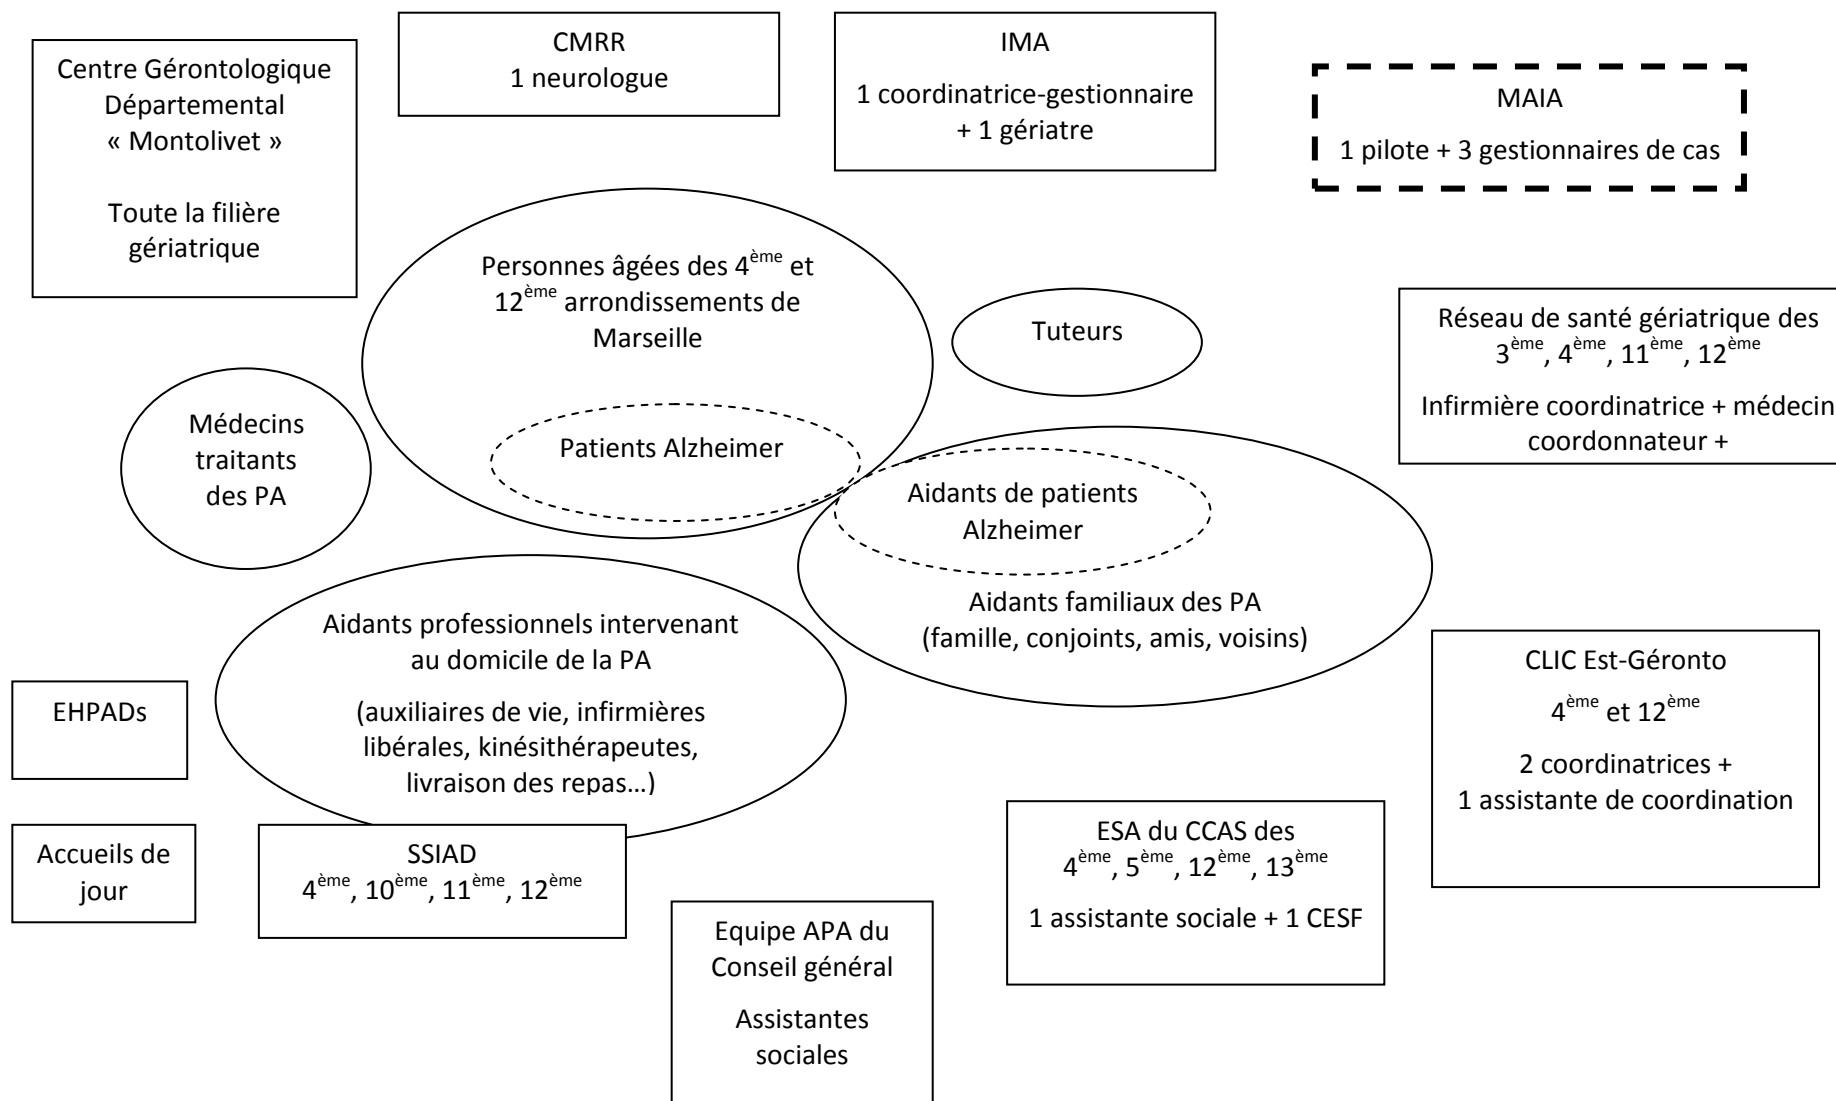 Centre Gérontologique
Départemental
« Montolivet »
Toute la filière
gériatrique
CMRR
1 neurologue
IMA
1 coordinatrice-gestionnaire
+ 1 gériatre
MAIA
1 pilote + 3 gestionnaires de cas
Personnes âgées des 4ème et
12ème arrondissements de
Marseille
Patients Alzheimer
Tuteurs
Réseau de santé gériatrique des
3ème, 4ème, 11ème, 12ème
Infirmière coordinatrice + médecin
coordonnateur +
Médecins
traitants
des PA
Aidants de patients
Alzheimer
Aidants familiaux des PA
(famille, conjoints, amis, voisins)
Aidants professionnels intervenant
au domicile de la PA
(auxiliaires de vie, infirmières
libérales, kinésithérapeutes,
livraison des repas…)
CLIC Est-Géronto
4ème et 12ème
2 coordinatrices +
1 assistante de coordination
EHPADs
Accueils de
jour
SSIAD
4ème, 10ème, 11ème, 12ème
ESA du CCAS des
4ème, 5ème, 12ème, 13ème
1 assistante sociale + 1 CESF
Equipe APA du
Conseil général
Assistantes
sociales